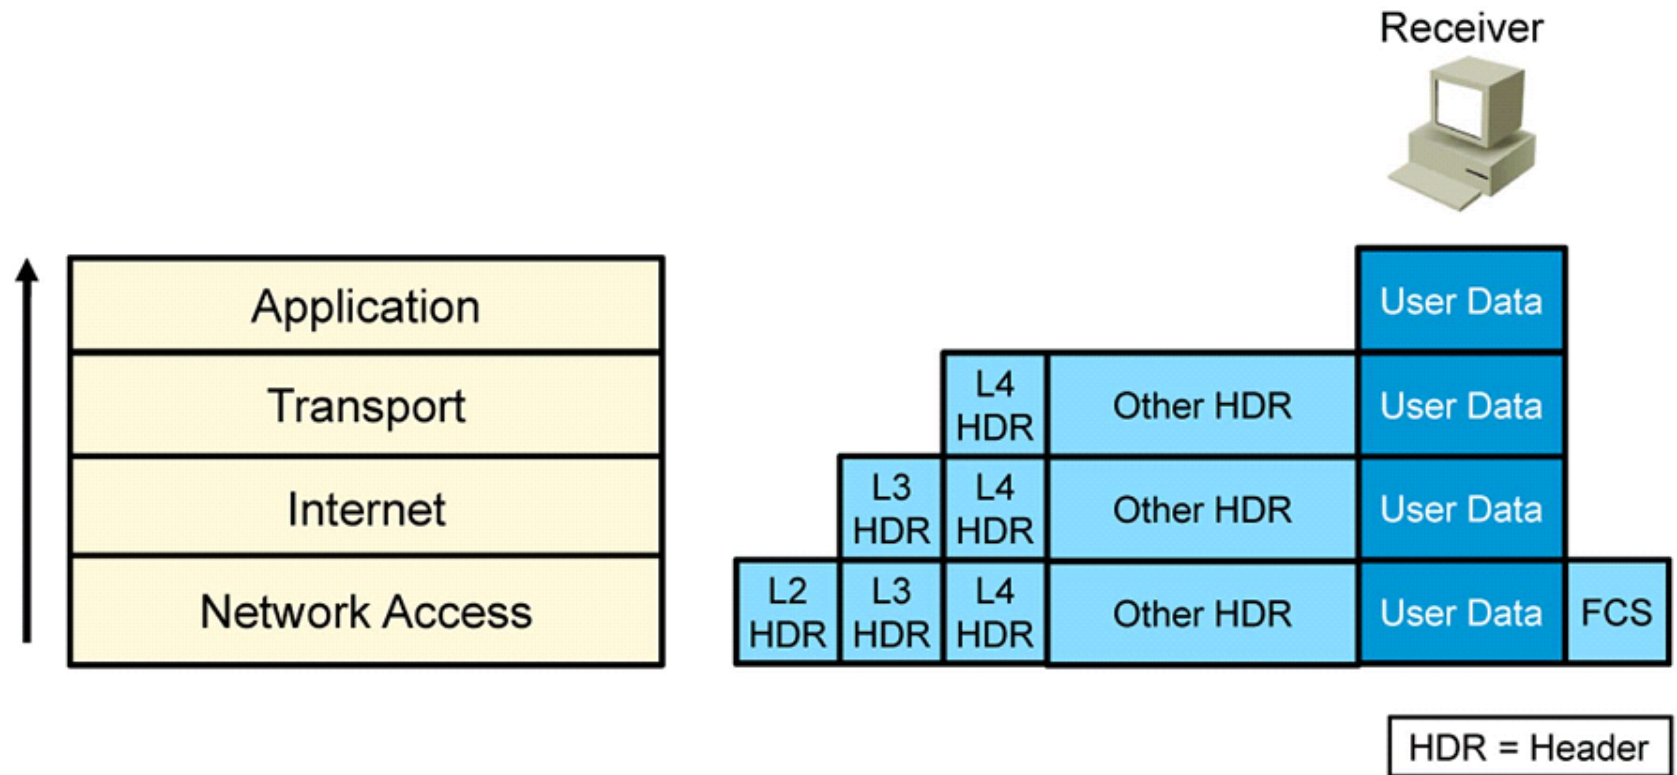 Receiver
Application
User Data
Transport
L4
HDR
Other HDR
User Data
Internet
L3
HDR
L4
HDR
Other HDR
User Data
Network Access
L2
HDR
L3
HDR
L4
HDR
Other HDR
User Data
FCS
HDR = Header